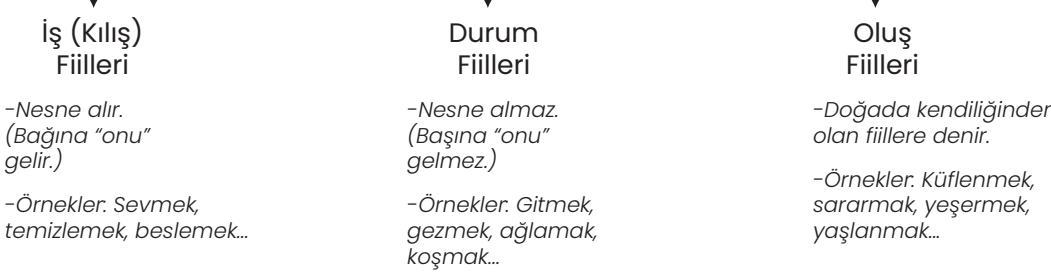 İş (Kılış)
Fiilleri
-Nesne alır.
(Bağına “onu”
gelir.)
-Örnekler: Sevmek,
temizlemek, beslemek...
Durum
Fiilleri
-Nesne almaz.
(Başına “onu”
gelmez.)
-Örnekler: Gitmek,
gezmek, ağlamak,
koşmak...
Oluş
Fiilleri
-Doğada kendiliğinden
olan fiillere denir.
-Örnekler: Küflenmek,
sararmak, yeşermek,
yaşlanmak...